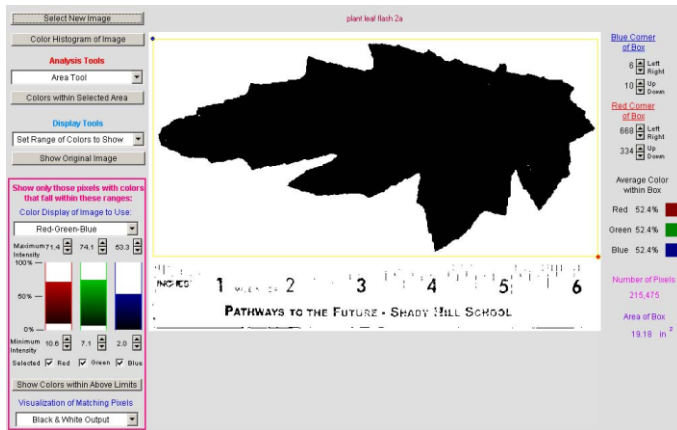 Select New Image
Color Histogram of Image
Analysis Tools
Area Tool
Colors within Selected Area
Display Tools
Set Range of Colors to Show
Show Original Image
Show only those pixels with colors
that fall within these ranges:
Color Display of Image to Use:
Red-Green-Blue
Maximum Intensity 71.4 74.1 53.3
100%
50%
0%
Minimum Intensity 10.6 7.1 2.0
Selected Red Green Blue
Show Colors within Above Limits
Visualization of Matching Pixels
Black & White Output
plant leaf flash 2a
INCHES 1 2 3 4 5 6
PATHWAYS TO THE FUTURE - SHADY HILL SCHOOL
Blue Corner
of Box
6 Left
Right
10 Up
Down
Red Corner
of Box
668 Left
Right
334 Up
Down
Average Color
within Box
Red 52.4%
Green 52.4%
Blue 52.4%
Number of Pixels
215,475
Area of Box
19.18 in 2